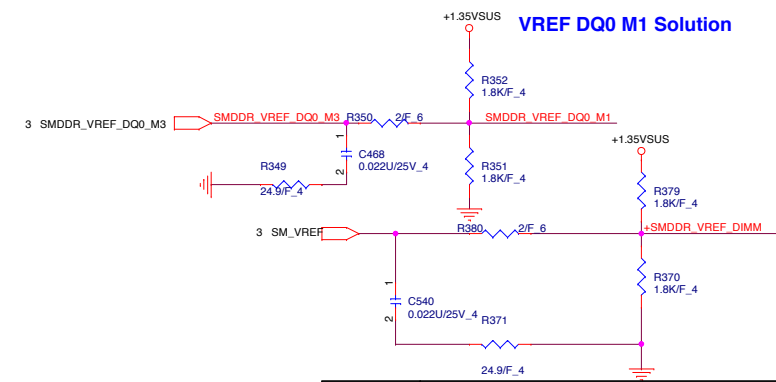 +1.35VSUS
VREF DQ0 M1 Solution
R352
1.8K/F_4
3 SMDDR_VREF_DQ0_M3
SMDDR_VREF_DQ0_M3
R350
2/F_6
SMDDR_VREF_DQ0_M1
1
C468
0.022U/25V_4
2
R349
24.9/F_4
R351
1.8K/F_4
+1.35VSUS
R379
1.8K/F_4
3 SM_VREF
R380
2/F_6
+SMDDR_VREF_DIMM
R370
1.8K/F_4
1
C540
0.022U/25V_4
2
R371
24.9/F_4